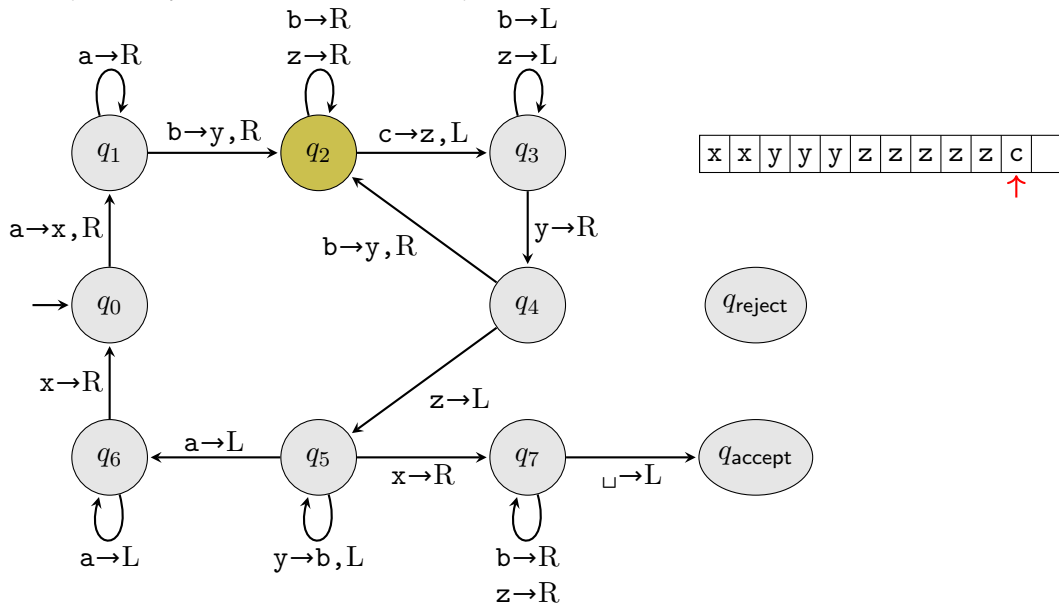 b→R
z→R
b→L
z→L
a→R
q1
b→y,R
q2
c→z,L
q3
x x y y y z z z z z c
↑
a→x,R
b→y,R
y→R
q0
q4
qreject
x→R
z→L
q6
a→L
q5
x→R
q7
␣→L
qaccept
a→L
y→b,L
b→R
z→R